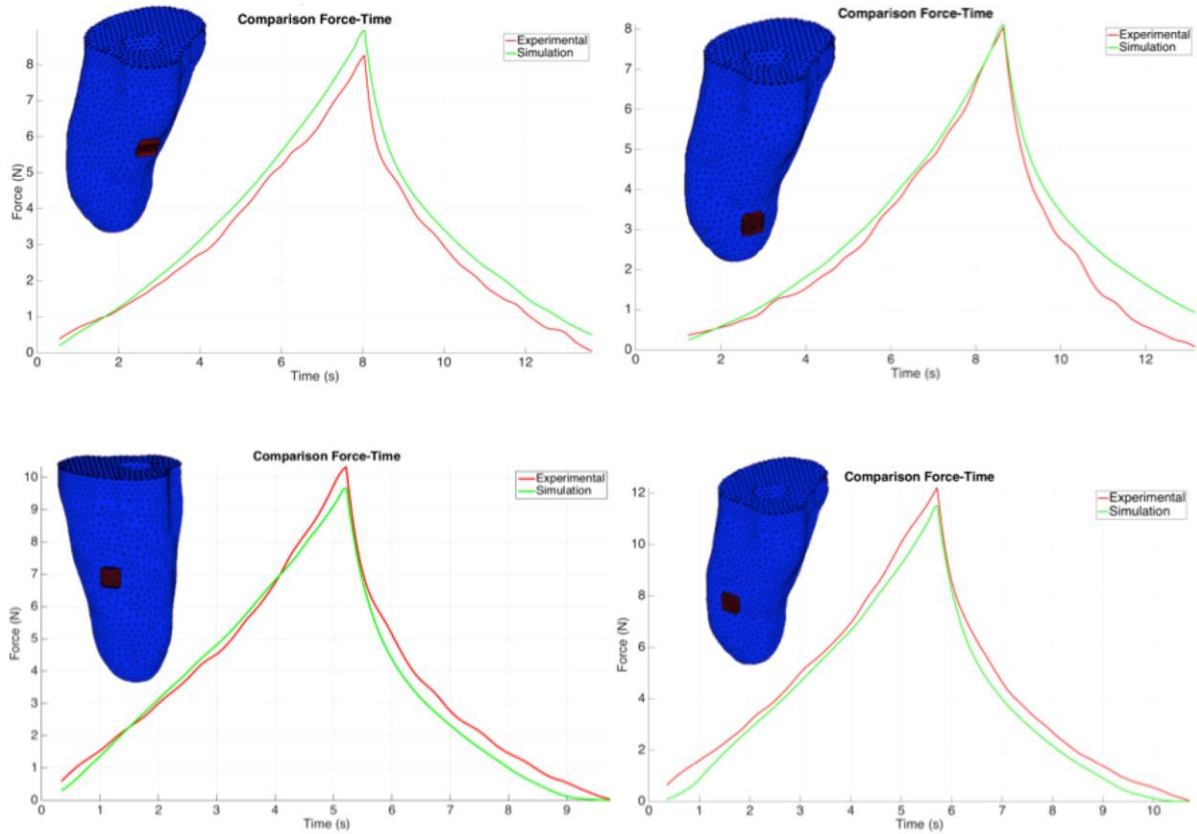 Comparison Force-Time
Experimental
Simulation
Force (N)
8
7
6
5
4
3
2
1
0
0 2 4 6 8 10 12
Time (s)
Comparison Force-Time
Experimental
Simulation
8
7
6
5
4
3
2
1
0
2 4 6 8 10 12
Time (s)
Comparison Force-Time
Experimental
Simulation
Force (N)
10
9
8
7
6
5
4
3
2
1
0
0 1 2 3 4 5 6 7 8 9
Time (s)
Comparison Force-Time
Experimental
Simulation
Force (N)
12
10
8
6
4
2
0
0 1 2 3 4 5 6 7 8 9 10
Time (s)